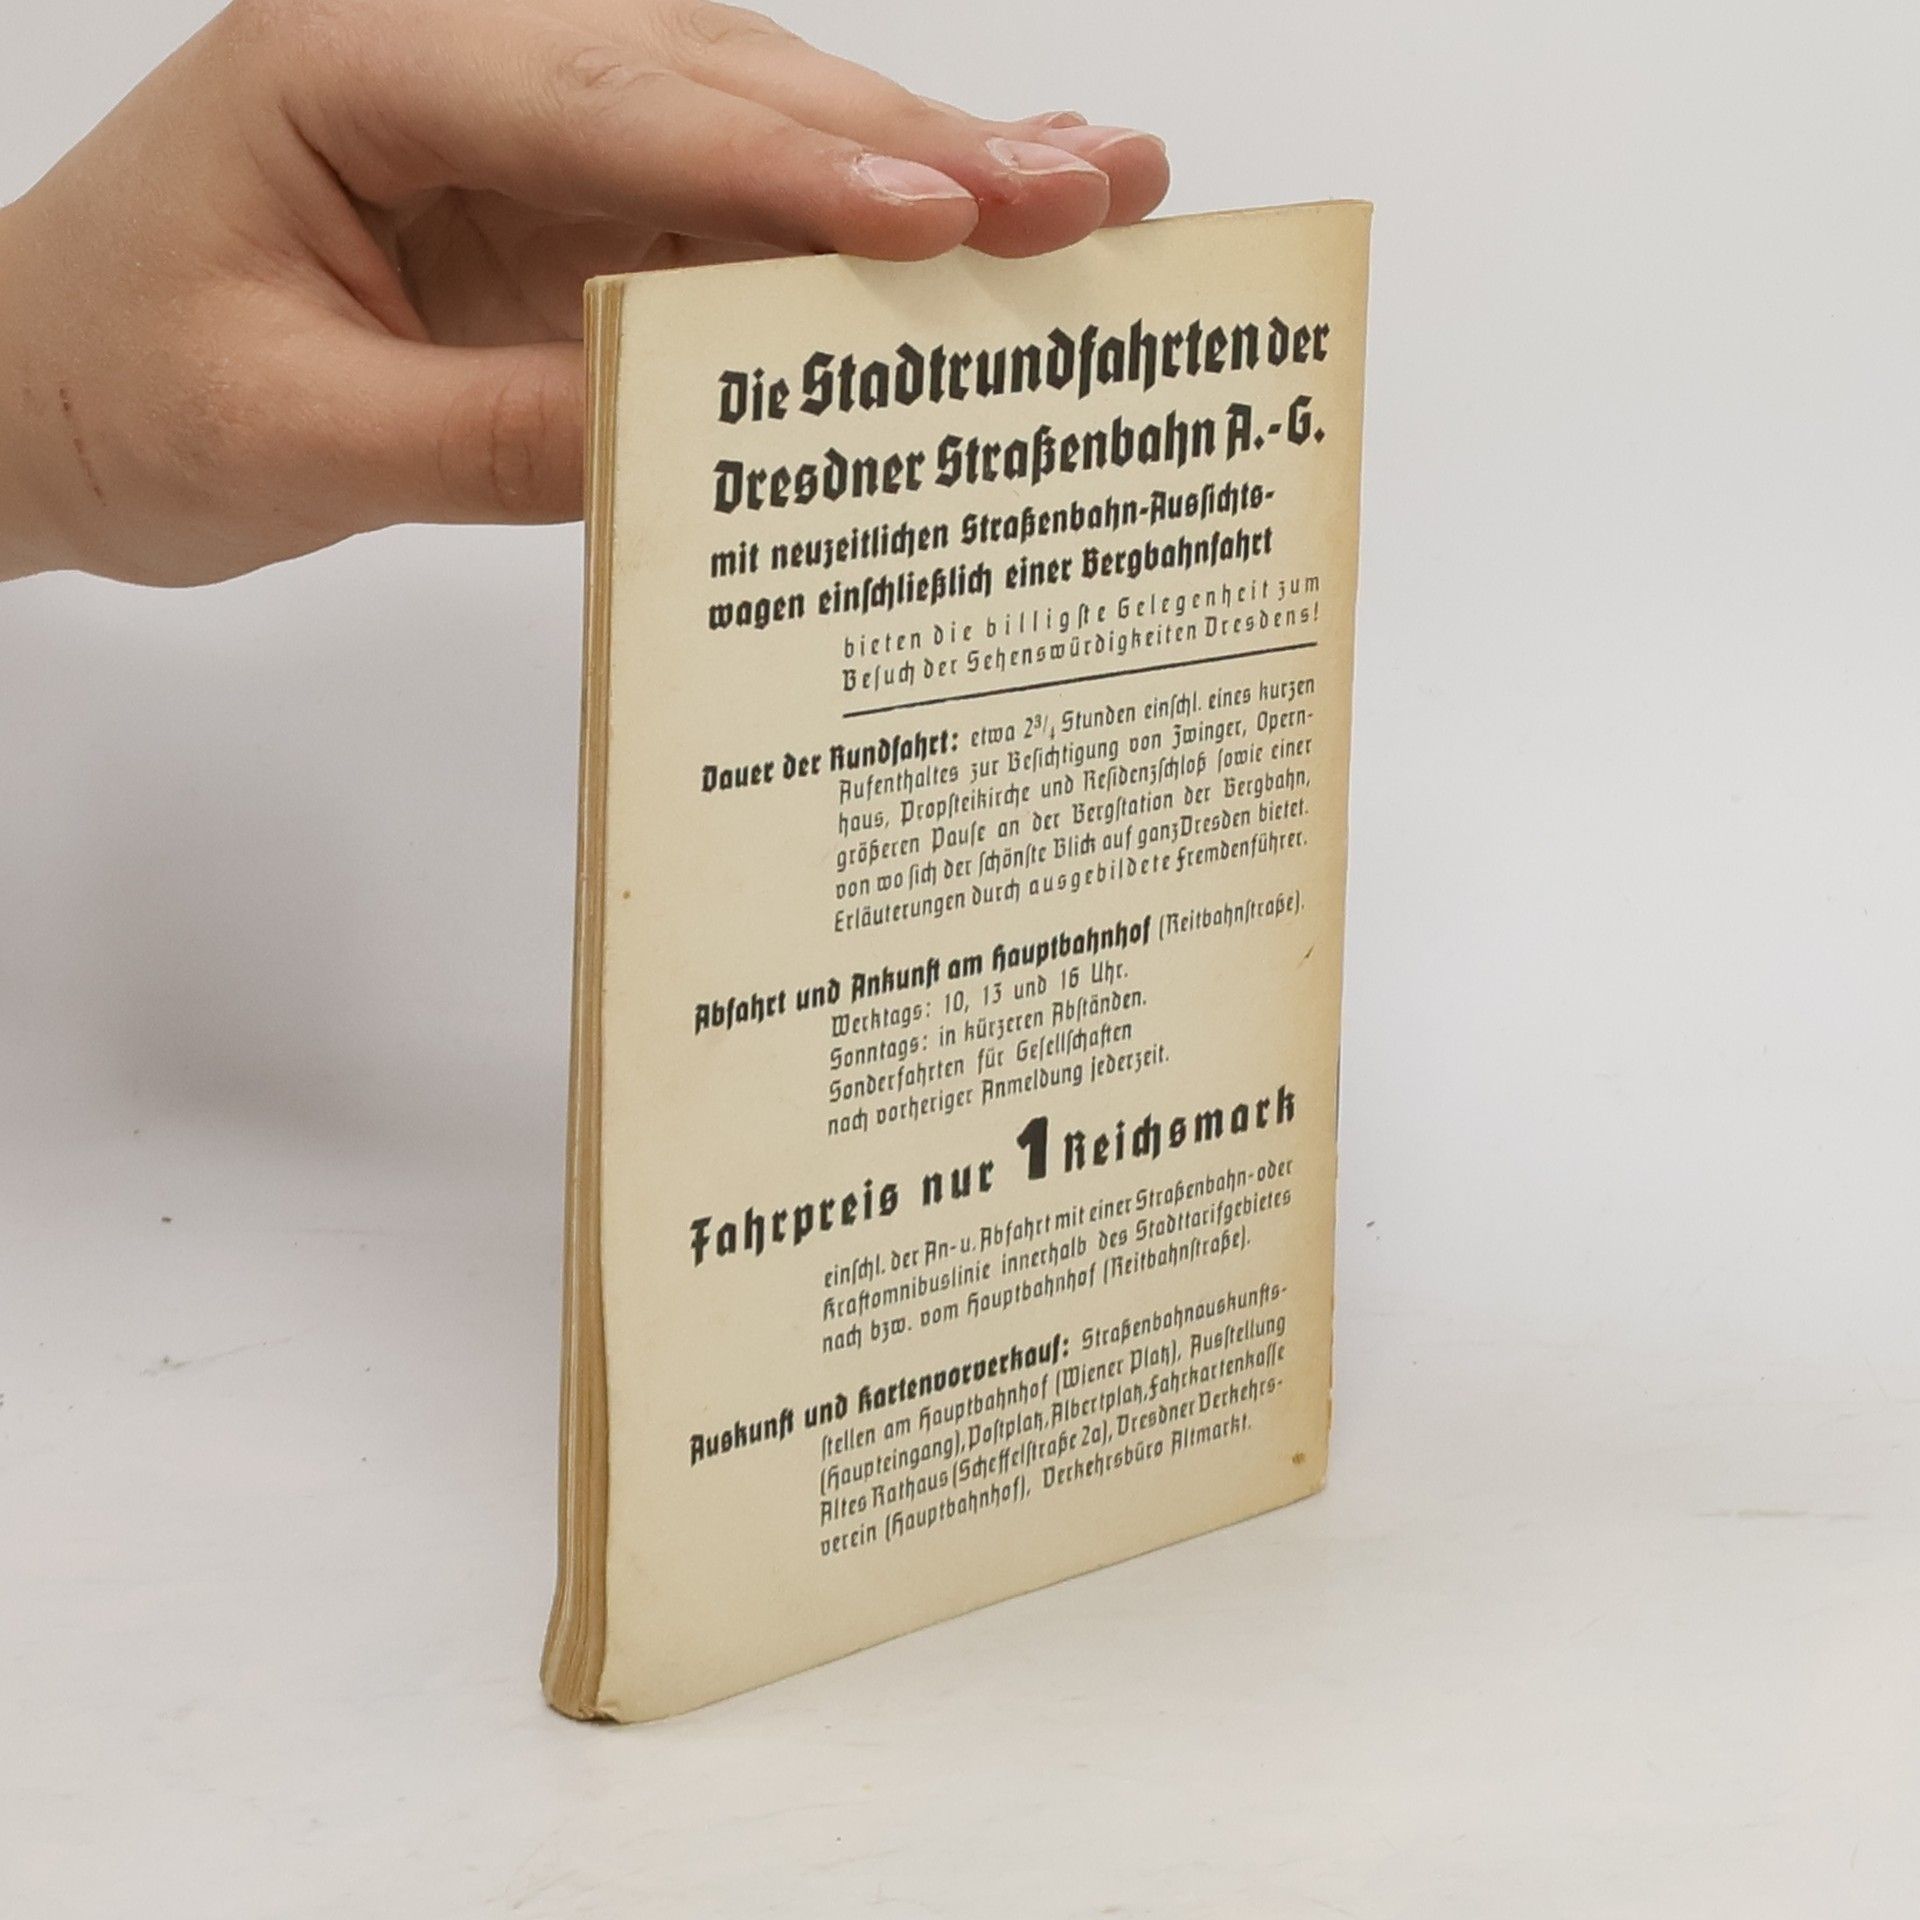 Die Stadtrundfahrten der
Dresdner Straßenbahn A.-G.
mit neuzeitlichen Straßenbahn-Aussichts-
wagen einschließlich einer Bergbahnfahrt
bieten die billigste Gelegenheit zum
Besuch der Sehenswürdigkeiten Dresdens!
Dauer der Rundfahrt: etwa 2¾ Stunden einschl. eines kurzen
Aufenthaltes zur Besichtigung von Zwinger, Opern-
haus, Propsteikirche und Residenzschloß sowie einer
größeren Pause an der Bergstation der Bergbahn,
von wo sich der schönste Blick auf ganz Dresden bietet.
Erläuterungen durch ausgebildete Fremdenführer.
Abfahrt und Ankunft am Hauptbahnhof (Reitbahnstraße).
Werktags: 10, 13 und 16 Uhr.
Sonntags: in kürzeren Abständen.
Sonderfahrten für Gesellschaften
nach vorheriger Anmeldung jederzeit.
Fahrpreis nur 1 Reichsmark
einschl. der An- u. Abfahrt mit einer Straßenbahn- oder
Kraftomnibuslinie innerhalb des Stadttarifgebietes
nach bzw. vom Hauptbahnhof (Reitbahnstraße).
Auskunft und Kartenvorverkauf: Straßenbahnauskunfts-
stellen am Hauptbahnhof (Wiener Platz), Ausstellung
(Haupteingang), Postplatz, Albertplatz, Fahrkartenkasse
Altes Rathaus (Scheffelstraße 2a), Dresdner Verkehrs-
verein (Hauptbahnhof), Verkehrsbüro Altmarkt.